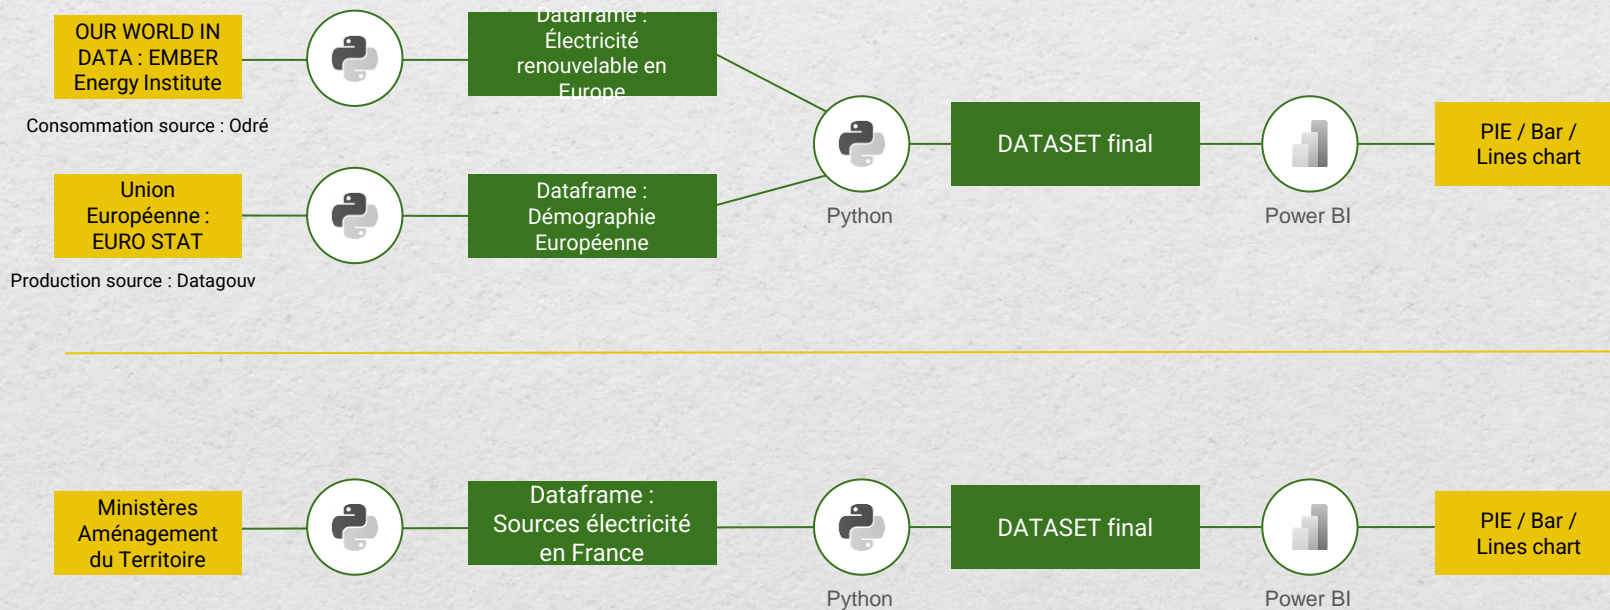 OUR WORLD IN
DATA : EMBER
Energy Institute
Consommation source : Odré
Dataframe :
Électricité
renouvelable en
Europe
Union
Européenne :
EURO STAT
Production source : Datagouv
Dataframe :
Démographie
Européenne
Python
DATASET final
Power BI
PIE / Bar /
Lines chart
Ministères
Aménagement
du Territoire
Dataframe :
Sources électricité
en France
Python
DATASET final
Power BI
PIE / Bar /
Lines chart